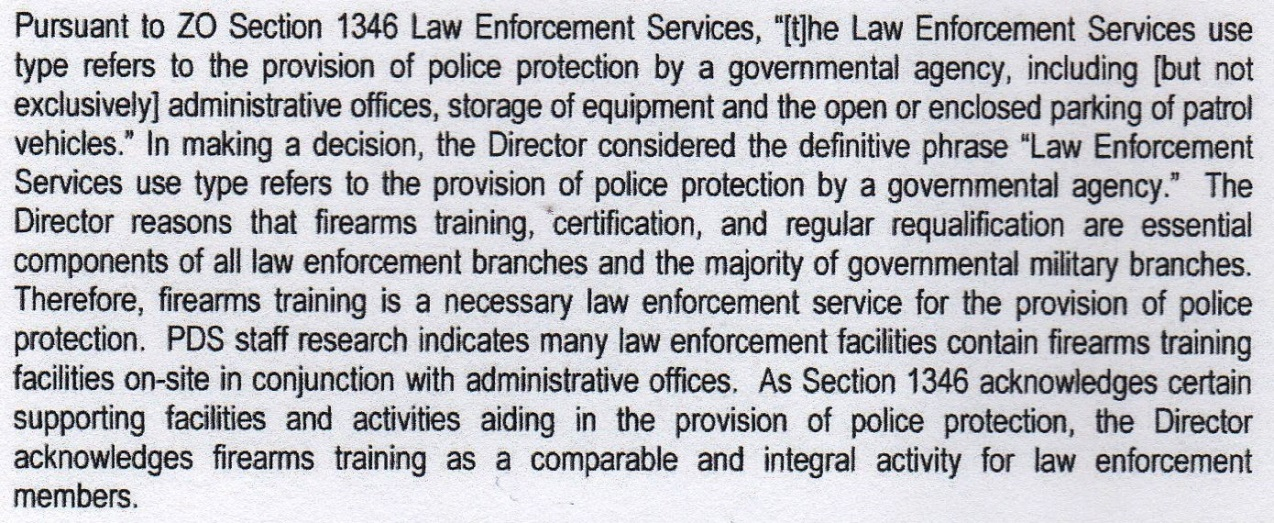 Pursuant to ZO Section 1346 Law Enforcement Services, “[t]he Law Enforcement Services use
type refers to the provision of police protection by a governmental agency, including [but not
exclusively] administrative offices, storage of equipment and the open or enclosed parking of patrol
vehicles.” In making a decision, the Director considered the definitive phrase “Law Enforcement
Services use type refers to the provision of police protection by a governmental agency.” The
Director reasons that firearms training, certification, and regular requalification are essential
components of all law enforcement branches and the majority of governmental military branches.
Therefore, firearms training is a necessary law enforcement service for the provision of police
protection. PDS staff research indicates many law enforcement facilities contain firearms training
facilities on-site in conjunction with administrative offices. As Section 1346 acknowledges certain
supporting facilities and activities aiding in the provision of police protection, the Director
acknowledges firearms training as a comparable and integral activity for law enforcement
members.